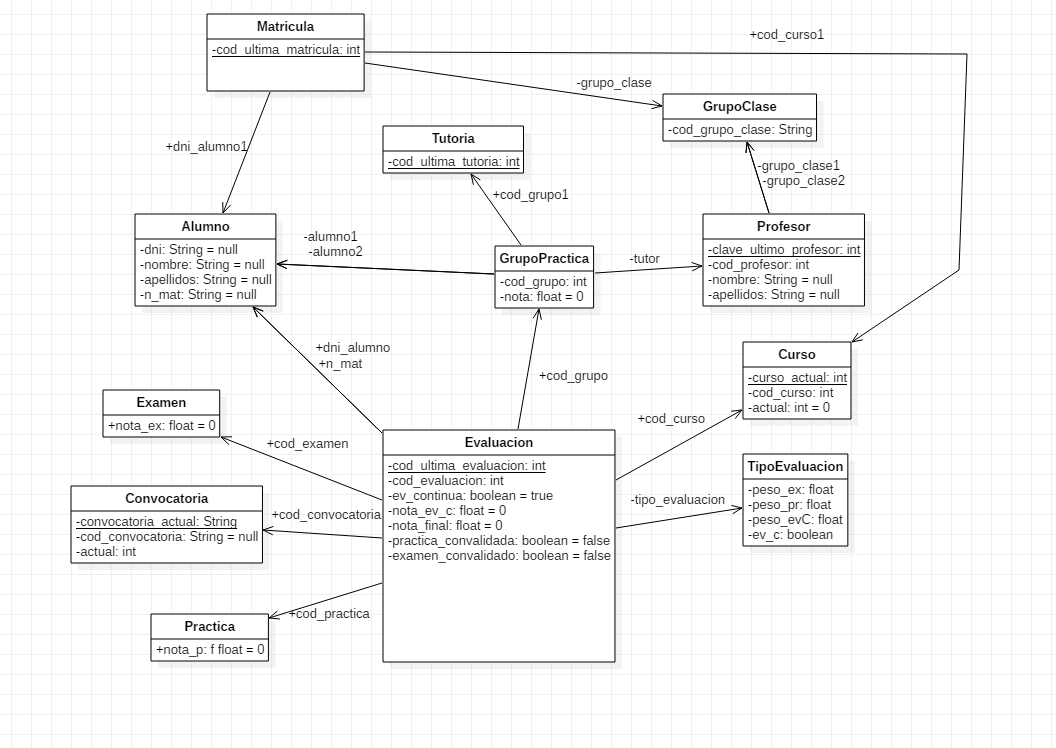 Matricula
-cod_ultima_matricula: int
+cod_curso1
-grupo_clase
GrupoClase
-cod_grupo_clase: String
+dni_alumno1
Tutoria
-cod_ultima_tutoria: int
-grupo_clase1
-grupo_clase2
+cod_grupo1
Alumno
-dni: String = null
-nombre: String = null
-apellidos: String = null
-n_mat: String = null
-alumno1
-alumno2
GrupoPractica
-cod_grupo: int
-nota: float = 0
-tutor
Profesor
-clave_ultimo_profesor: int
-cod_profesor: int
-nombre: String = null
-apellidos: String = null
+dni_alumno
+n_mat
+cod_grupo
Curso
-curso_actual: int
-cod_curso: int
-actual: int = 0
Examen
+nota_ex: float = 0
+cod_examen
+cod_curso
Evaluacion
-cod_ultima_evaluacion: int
-cod_evaluacion: int
-ev_continua: boolean = true
-nota_ev_c: float = 0
-nota_final: float = 0
-practica_convalidada: boolean = false
-examen_convalidado: boolean = false
TipoEvaluacion
-peso_ex: float
-peso_pr: float
-peso_evC: float
-ev_c: boolean
-tipo_evaluacion
Convocatoria
-convocatoria_actual: String
-cod_convocatoria: String = null
-actual: int
+cod_convocatoria
+cod_practica
Practica
+nota_p: f float = 0